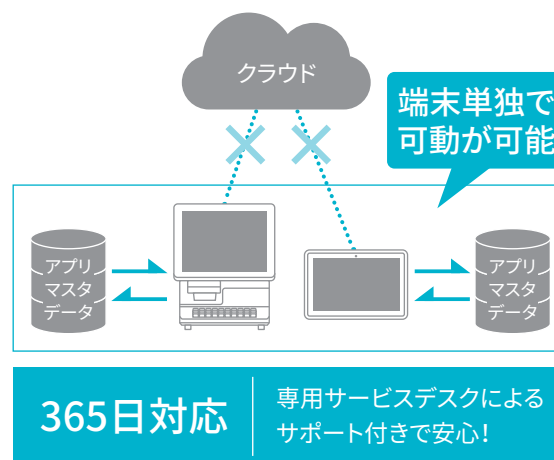 クラウド
端末単独で
可動が可能
アプリ
マスタ
データ
アプリ
マスタ
データ
365日対応
専用サービスデスクによる
サポート付きで安心！